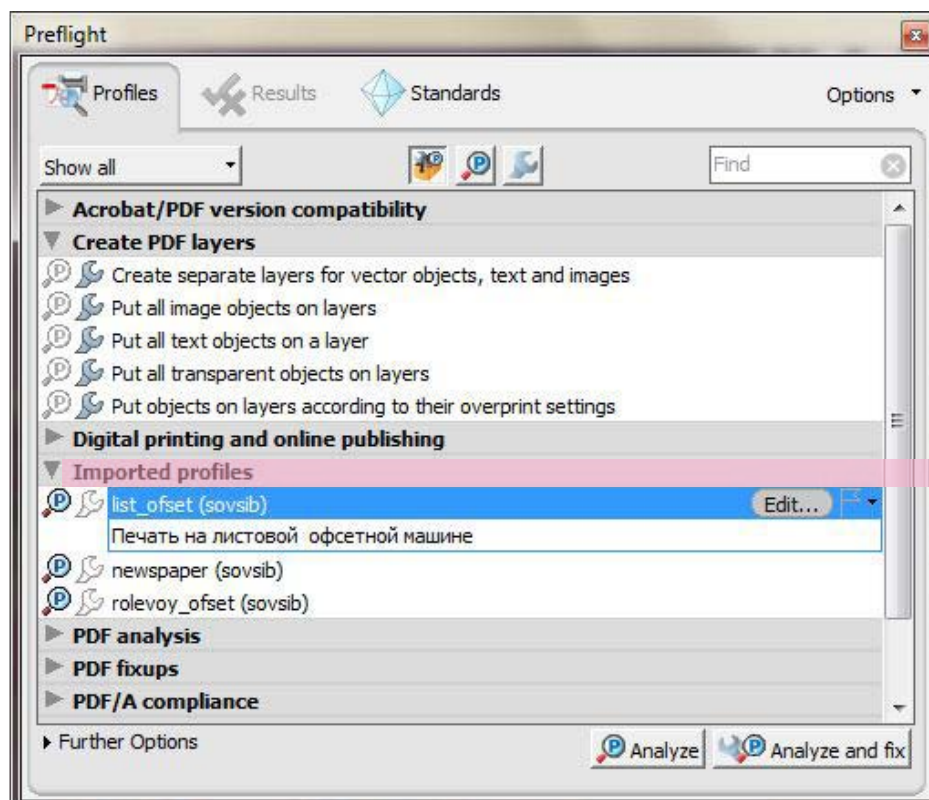 Preflight
Profiles Results Standards Options
Show all Find
Acrobat/PDF version compatibility
Create PDF layers
Create separate layers for vector objects, text and images
Put all image objects on layers
Put all text objects on a layer
Put all transparent objects on layers
Put objects on layers according to their overprint settings
Digital printing and online publishing
Imported profiles
list_ofset (sovsib) Edit...
Печать на листовой офсетной машине
newspaper (sovsib)
rolevoy_ofset (sovsib)
PDF analysis
PDF fixups
PDF/A compliance
Further Options
Analyze Analyze and fix